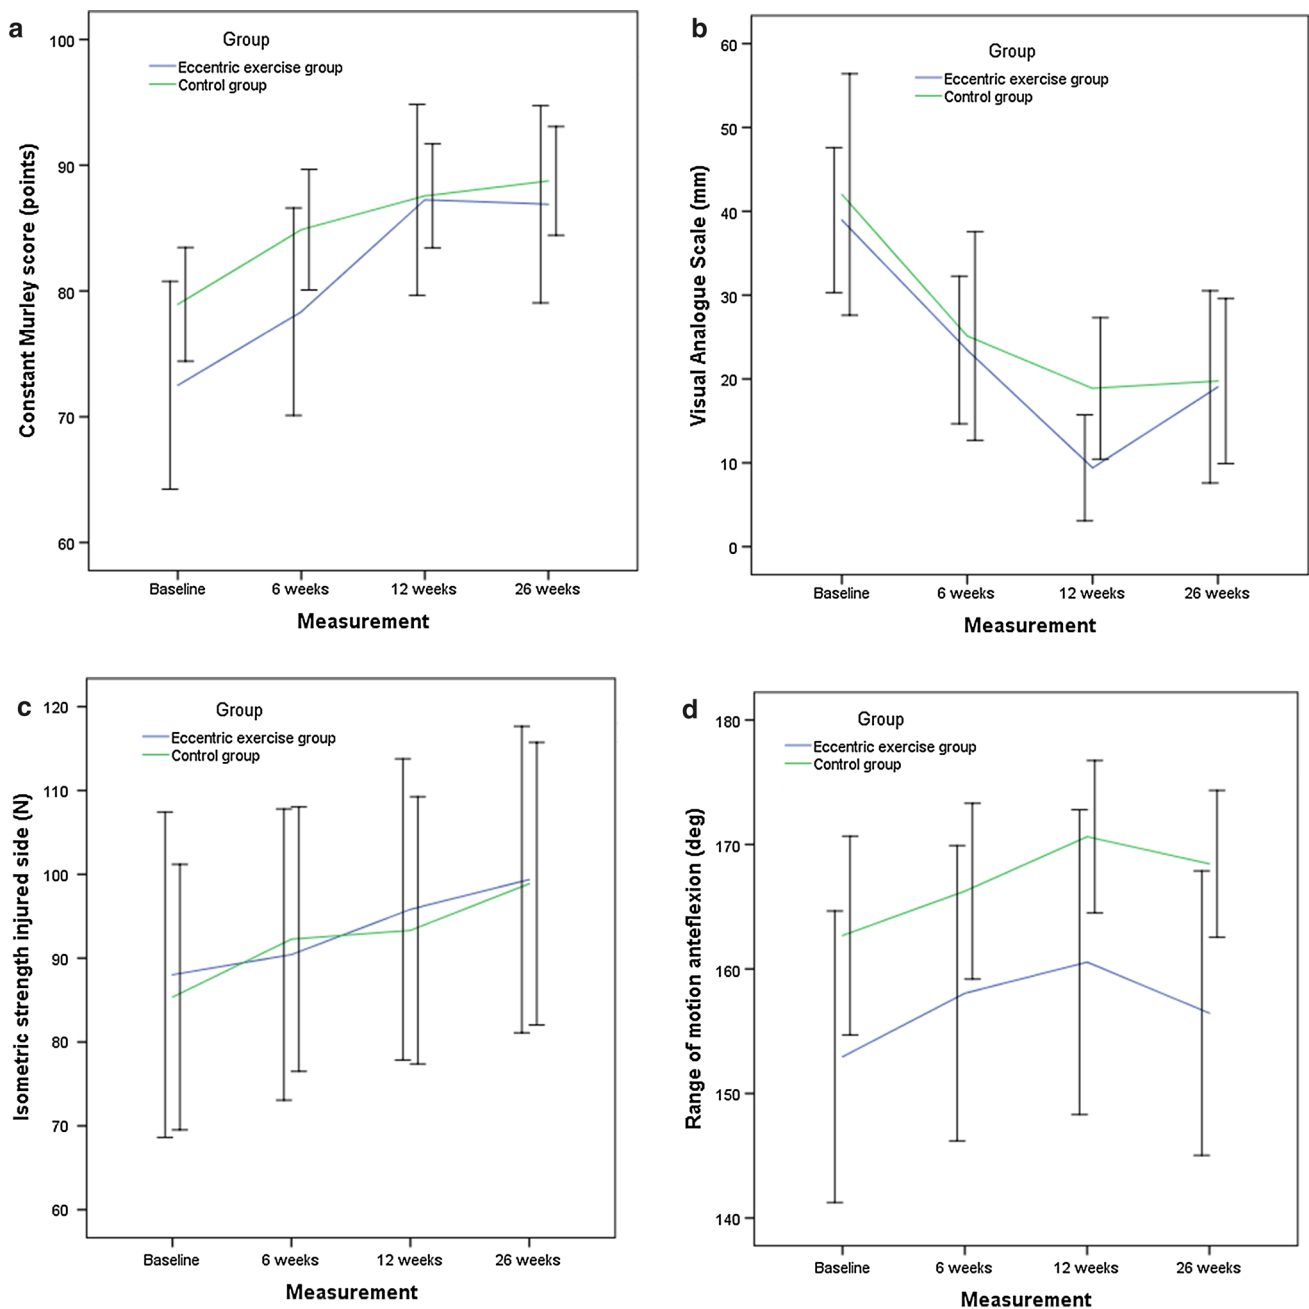 a
Constant Murley score (points)
100
90
80
70
60
Group
Eccentric exercise group
Control group
Baseline
6 weeks
12 weeks
26 weeks
Measurement
b
Visual Analogue Scale (mm)
60
50
40
30
20
10
0
Group
Eccentric exercise group
Control group
Baseline
6 weeks
12 weeks
26 weeks
Measurement
c
Isometric strength injured side (N)
120
110
100
90
80
70
60
Group
Eccentric exercise group
Control group
Baseline
6 weeks
12 weeks
26 weeks
Measurement
d
Range of motion anteflexion (deg)
180
170
160
150
140
Group
Eccentric exercise group
Control group
Baseline
6 weeks
12 weeks
26 weeks
Measurement